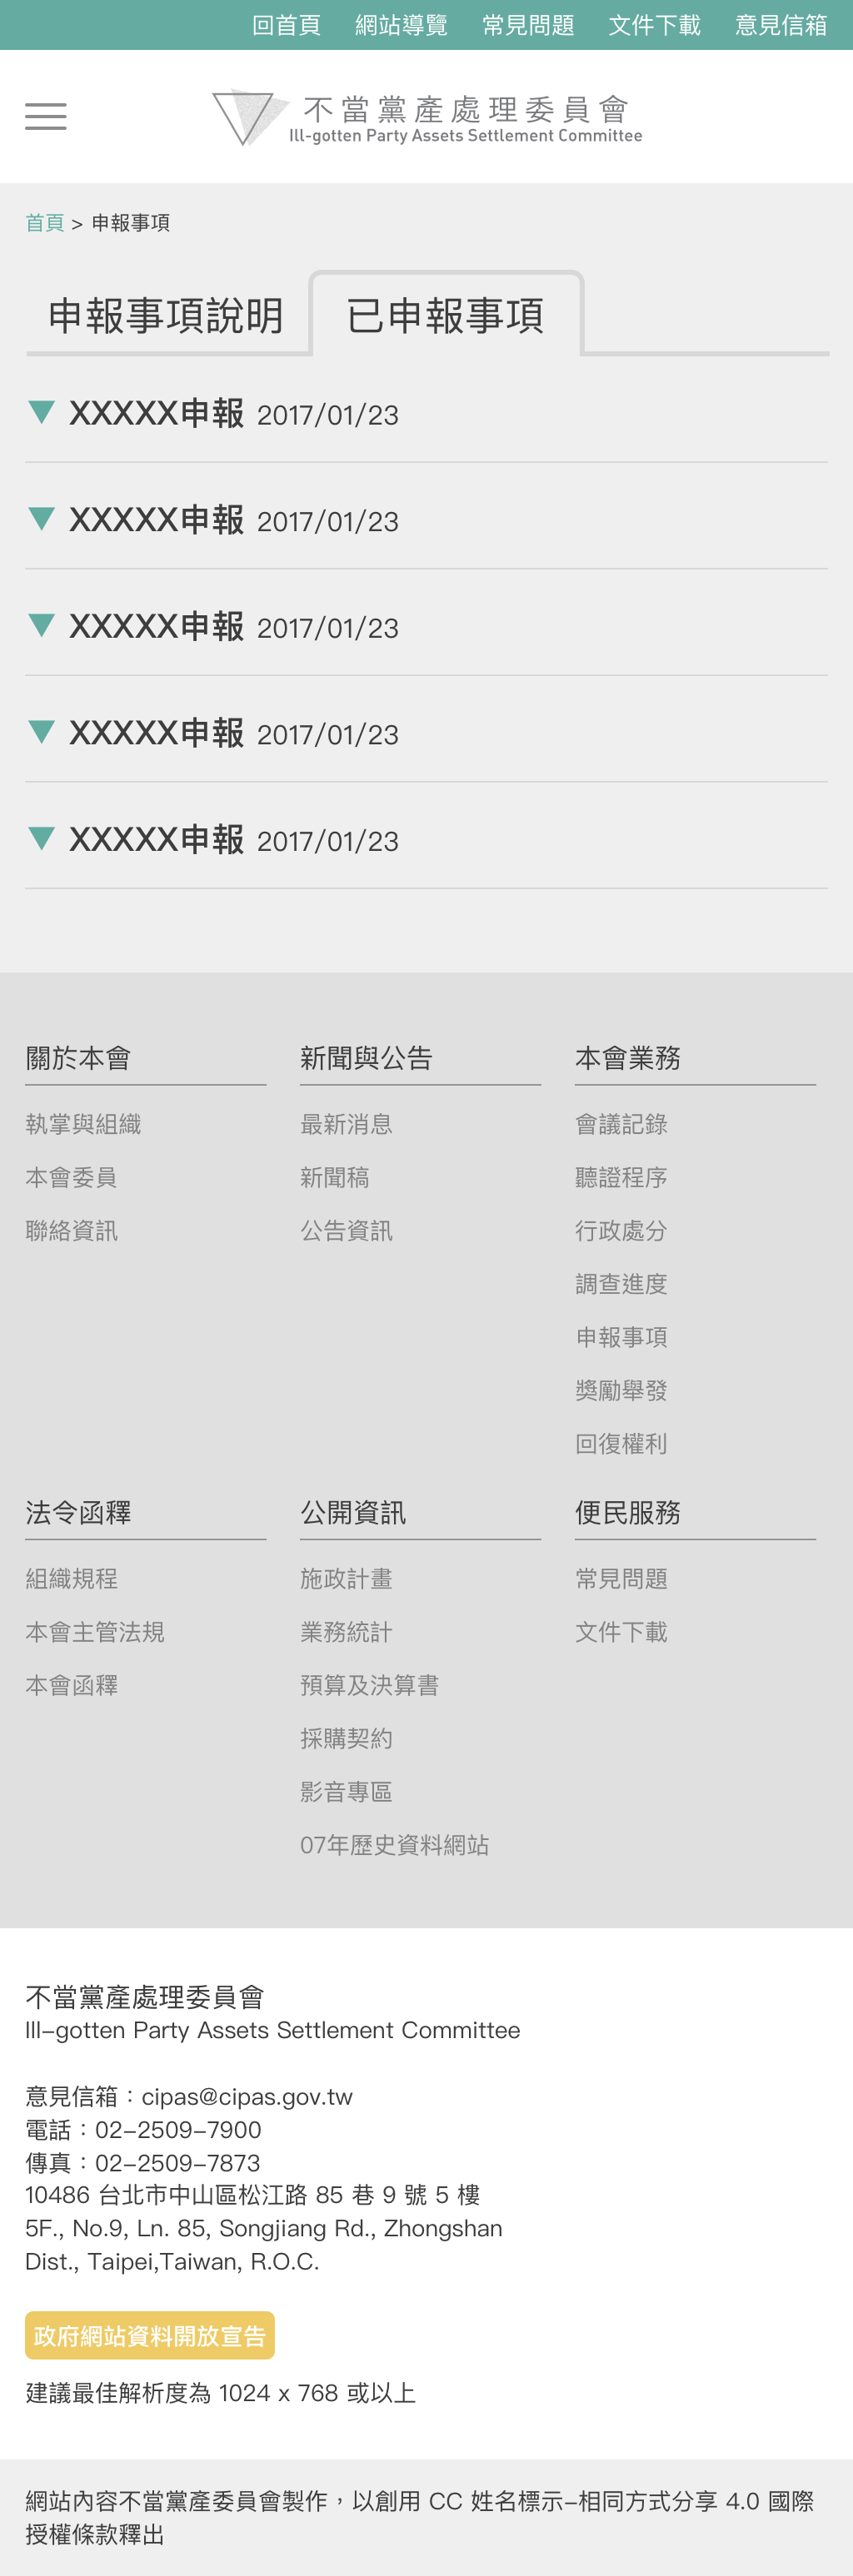 回首頁 網站導覽 常見問題 文件下載 意見信箱
不當黨產處理委員會
Ill-gotten Party Assets Settlement Committee
首頁 > 申報事項
申報事項說明 已申報事項
▼ XXXXX申報 2017/01/23
▼ XXXXX申報 2017/01/23
▼ XXXXX申報 2017/01/23
▼ XXXXX申報 2017/01/23
▼ XXXXX申報 2017/01/23
關於本會
執掌與組織
本會委員
聯絡資訊
新聞與公告
最新消息
新聞稿
公告資訊
本會業務
會議記錄
聽證程序
行政處分
調查進度
申報事項
獎勵舉發
回復權利
法令函釋
組織規程
本會主管法規
本會函釋
公開資訊
施政計畫
業務統計
預算及決算書
採購契約
影音專區
07年歷史資料網站
便民服務
常見問題
文件下載
不當黨產處理委員會
Ill-gotten Party Assets Settlement Committee
意見信箱：cipas@cipas.gov.tw
電話：02-2509-7900
傳真：02-2509-7873
10486 台北市中山區松江路 85 巷 9 號 5 樓
5F., No.9, Ln. 85, Songjiang Rd., Zhongshan
Dist., Taipei,Taiwan, R.O.C.
政府網站資料開放宣告
建議最佳解析度為 1024 x 768 或以上
網站內容不當黨產委員會製作，以創用 CC 姓名標示-相同方式分享 4.0 國際
授權條款釋出